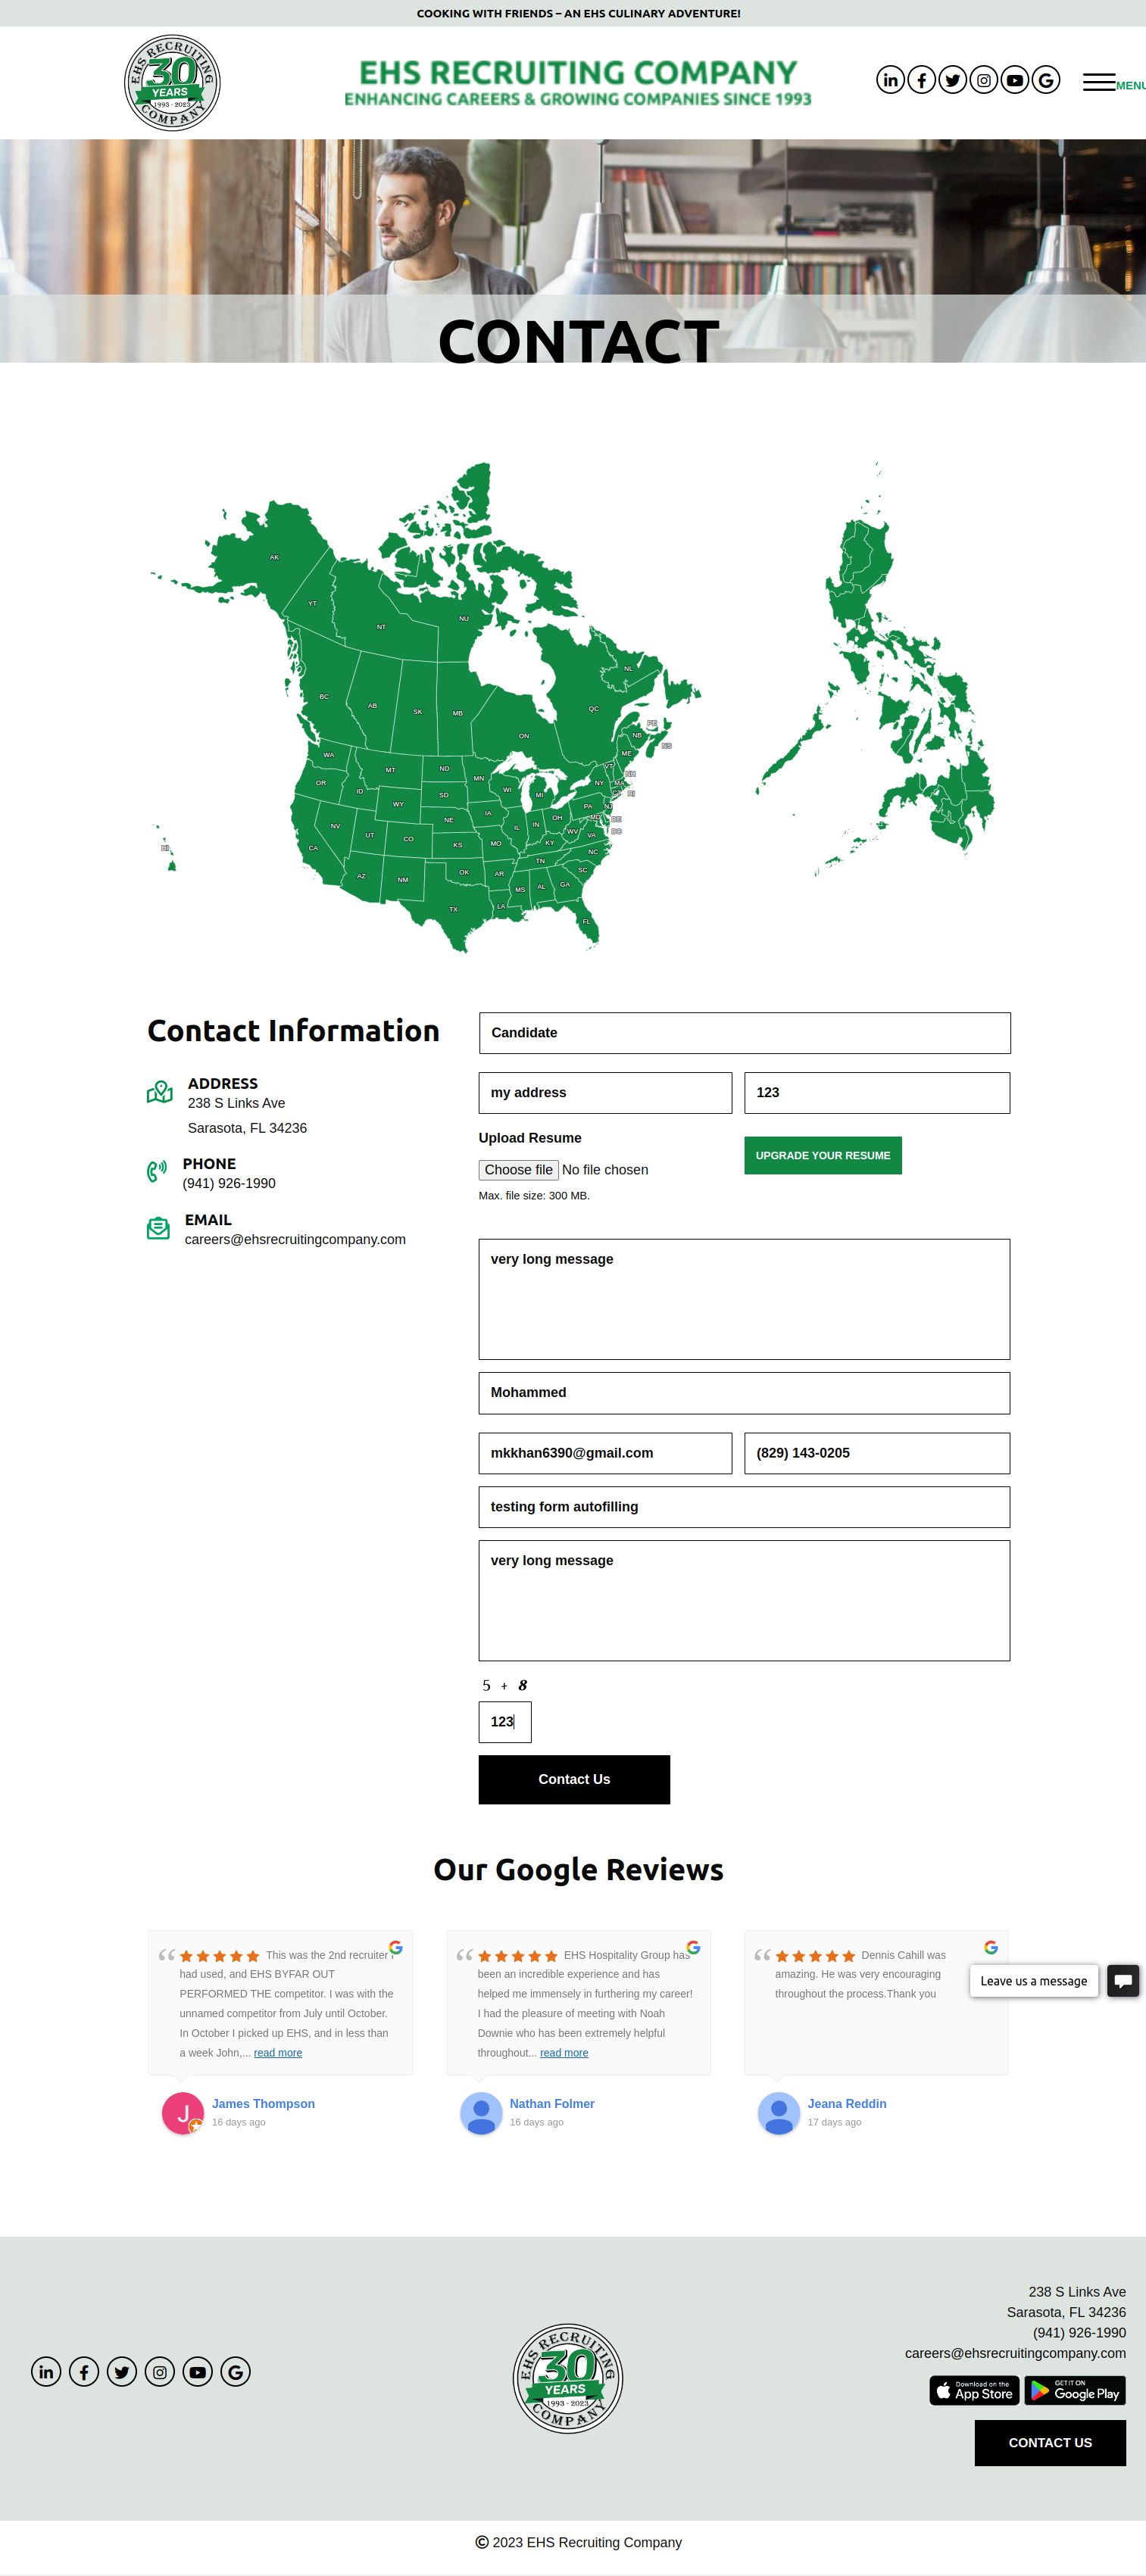 COOKING WITH FRIENDS – AN EHS CULINARY ADVENTURE!
EHS RECRUITING COMPANY
30
YEARS
1993 - 2023
EHS RECRUITING COMPANY
ENHANCING CAREERS & GROWING COMPANIES SINCE 1993
MENU
CONTACT
AK
YT
NT
NU
BC
AB
SK
MB
ON
QC
NL
PE
NB
NS
ME
WA
MT
ND
MN
OR
ID
WY
SD
WI
MI
VT
NH
NY
MA
CT
RI
NV
UT
CO
NE
IA
IL
IN
OH
PA
NJ
MD
DE
DC
CA
KS
MO
KY
WV
VA
HI
AZ
NM
OK
AR
TN
NC
SC
TX
LA
MS
AL
GA
FL
Contact Information
ADDRESS
238 S Links Ave
Sarasota, FL 34236
PHONE
(941) 926-1990
EMAIL
careers@ehsrecruitingcompany.com
Candidate
my address
123
Upload Resume
Choose file No file chosen
Max. file size: 300 MB.
UPGRADE YOUR RESUME
very long message
Mohammed
mkkhan6390@gmail.com
(829) 143-0205
testing form autofilling
very long message
5 + 8
123
Contact Us
Our Google Reviews
This was the 2nd recruiter I
had used, and EHS BYFAR OUT
PERFORMED THE competitor. I was with the
unnamed competitor from July until October.
In October I picked up EHS, and in less than
a week John,... read more
J
James Thompson
16 days ago
EHS Hospitality Group has
been an incredible experience and has
helped me immensely in furthering my career!
I had the pleasure of meeting with Noah
Downie who has been extremely helpful
throughout... read more
Nathan Folmer
16 days ago
Dennis Cahill was
amazing. He was very encouraging
throughout the process.Thank you
Jeana Reddin
17 days ago
Leave us a message
EHS RECRUITING COMPANY
30
YEARS
1993 - 2023
238 S Links Ave
Sarasota, FL 34236
(941) 926-1990
careers@ehsrecruitingcompany.com
Download on the
App Store
GET IT ON
Google Play
CONTACT US
© 2023 EHS Recruiting Company